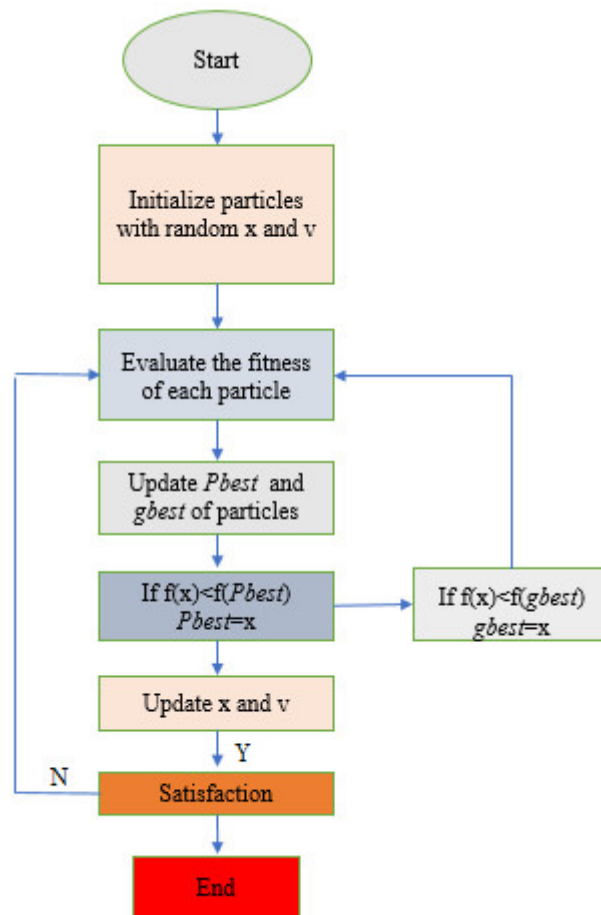 Start
Initialize particles
with random x and v
Evaluate the fitness
of each particle
Update Pbest and
gbest of particles
If f(x)<f(Pbest)
Pbest=x
If f(x)<f(gbest)
gbest=x
Update x and v
Y
N
Satisfaction
End